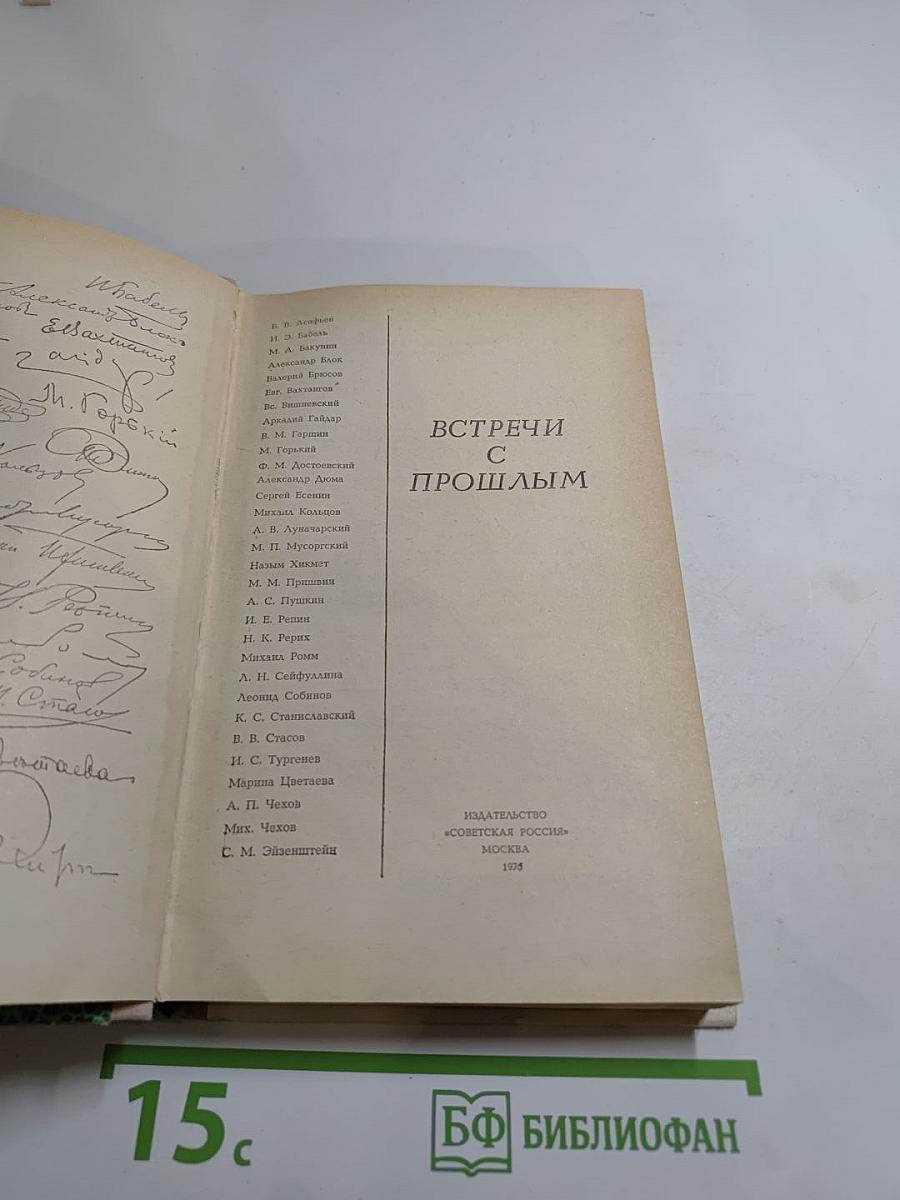 И Бабель
Александр Блок
Е Вахтангов
М. Горький
Б. В. Асафьев
И. Э. Бабель
М. А. Бакунин
Александр Блок
Валерий Брюсов
Евг. Вахтангов
Вс. Вишневский
Аркадий Гайдар
В. М. Гаршин
М. Горький
Ф. М. Достоевский
Александр Дюма
Сергей Есенин
Михаил Кольцов
А. В. Луначарский
М. П. Мусоргский
Назым Хикмет
М. М. Пришвин
А. С. Пушкин
И. Е. Репин
Н. К. Рерих
Михаил Ромм
Л. Н. Сейфуллина
Леонид Собинов
К. С. Станиславский
В. В. Стасов
И. С. Тургенев
Марина Цветаева
А. П. Чехов
Мих. Чехов
С. М. Эйзенштейн
ВСТРЕЧИ
С
ПРОШЛЫМ
ИЗДАТЕЛЬСТВО
«СОВЕТСКАЯ РОССИЯ»
МОСКВА
15 с
БФ БИБЛИОФАН